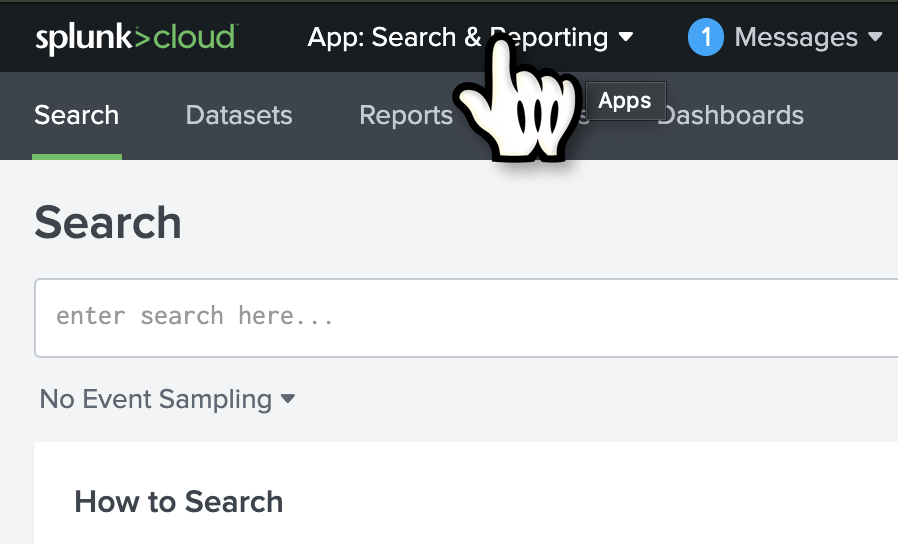 splunk>cloud App: Search & Reporting 1 Messages
Search Datasets Reports Apps Dashboards
Search
enter search here...
No Event Sampling
How to Search